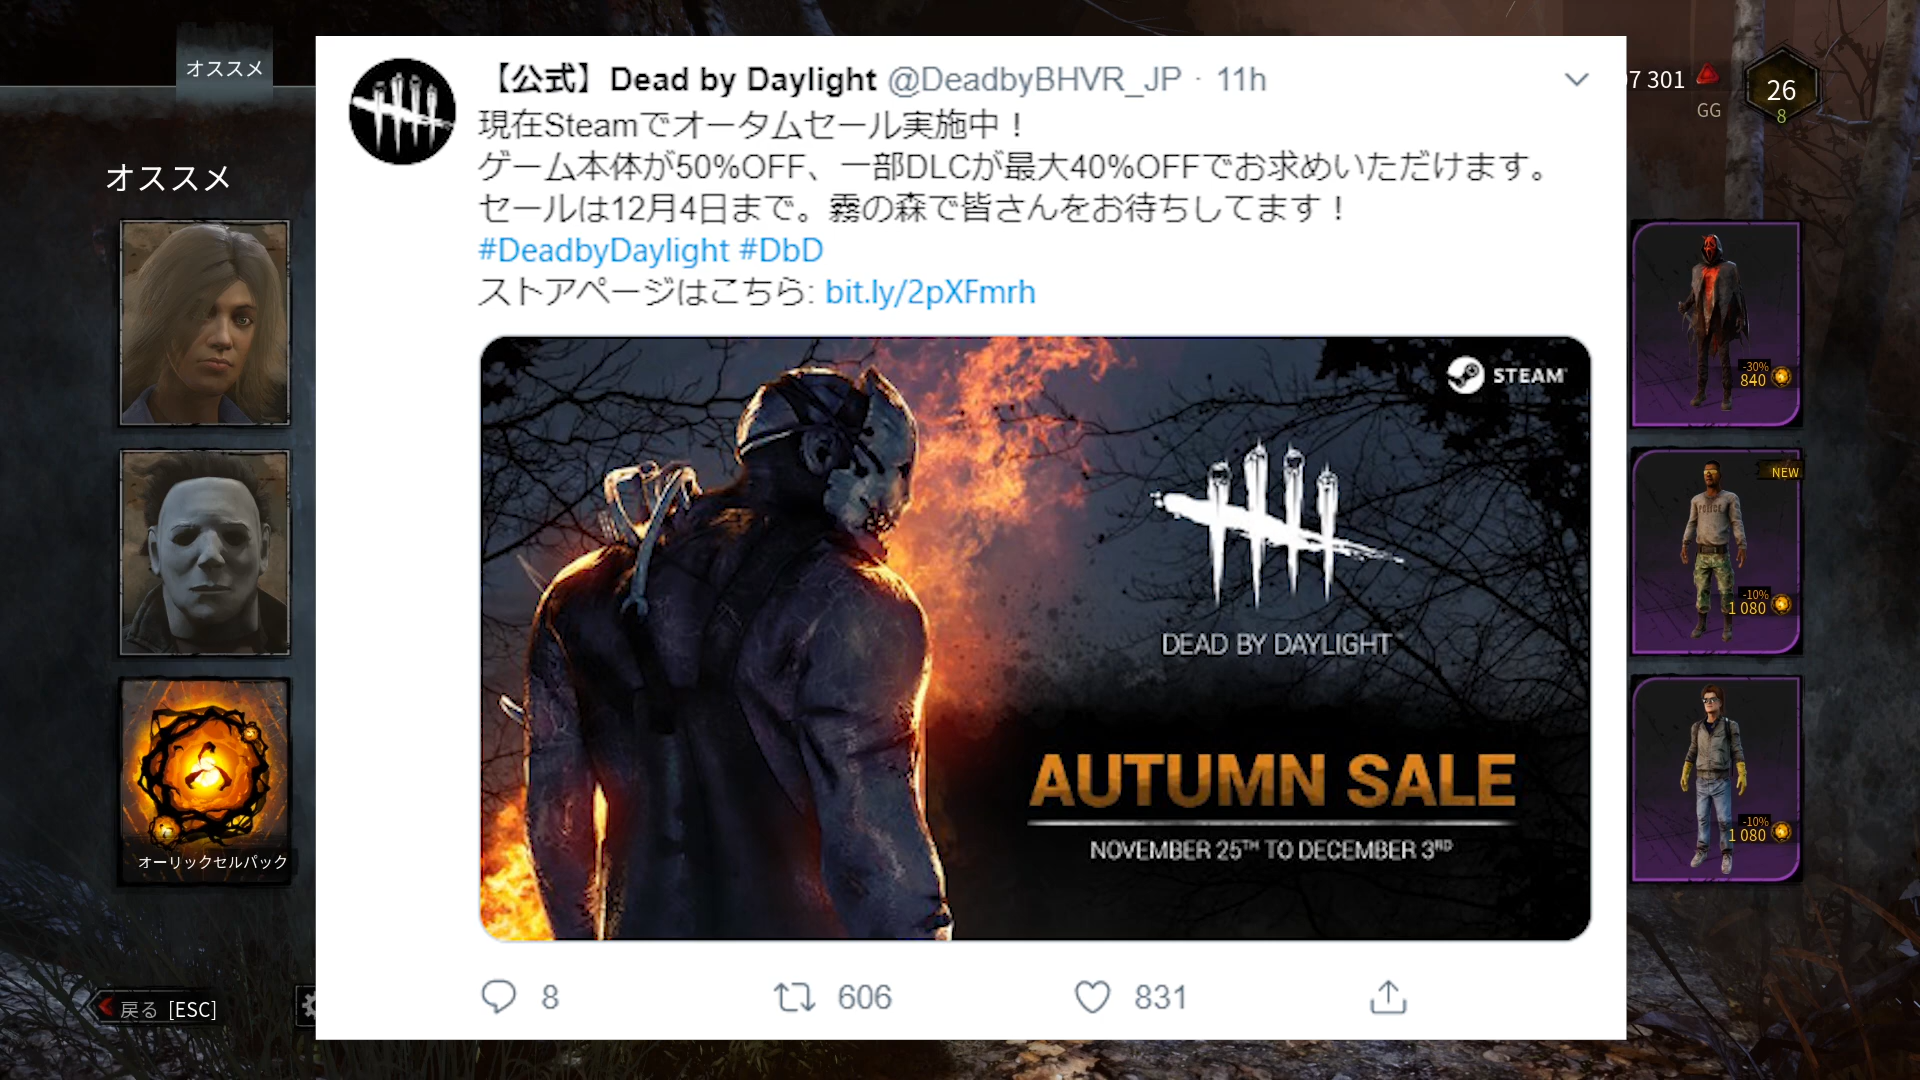 オススメ
【公式】Dead by Daylight @DeadbyBHVR_JP · 11h
現在Steamでオータムセール実施中！
ゲーム本体が50%OFF、一部DLCが最大40%OFFでお求めいただけます。
セールは12月4日まで。霧の森で皆さんをお待ちしてます！
#DeadbyDaylight #DbD
ストアページはこちら: bit.ly/2pXFmrh
7 301
GG
26
8
オススメ
STEAM
DEAD BY DAYLIGHT
AUTUMN SALE
NOVEMBER 25TH TO DECEMBER 3RD
-30%
840
NEW
POLICE
-10%
1 080
-10%
1 080
オーリックセルパック
8
606
831
戻る [ESC]